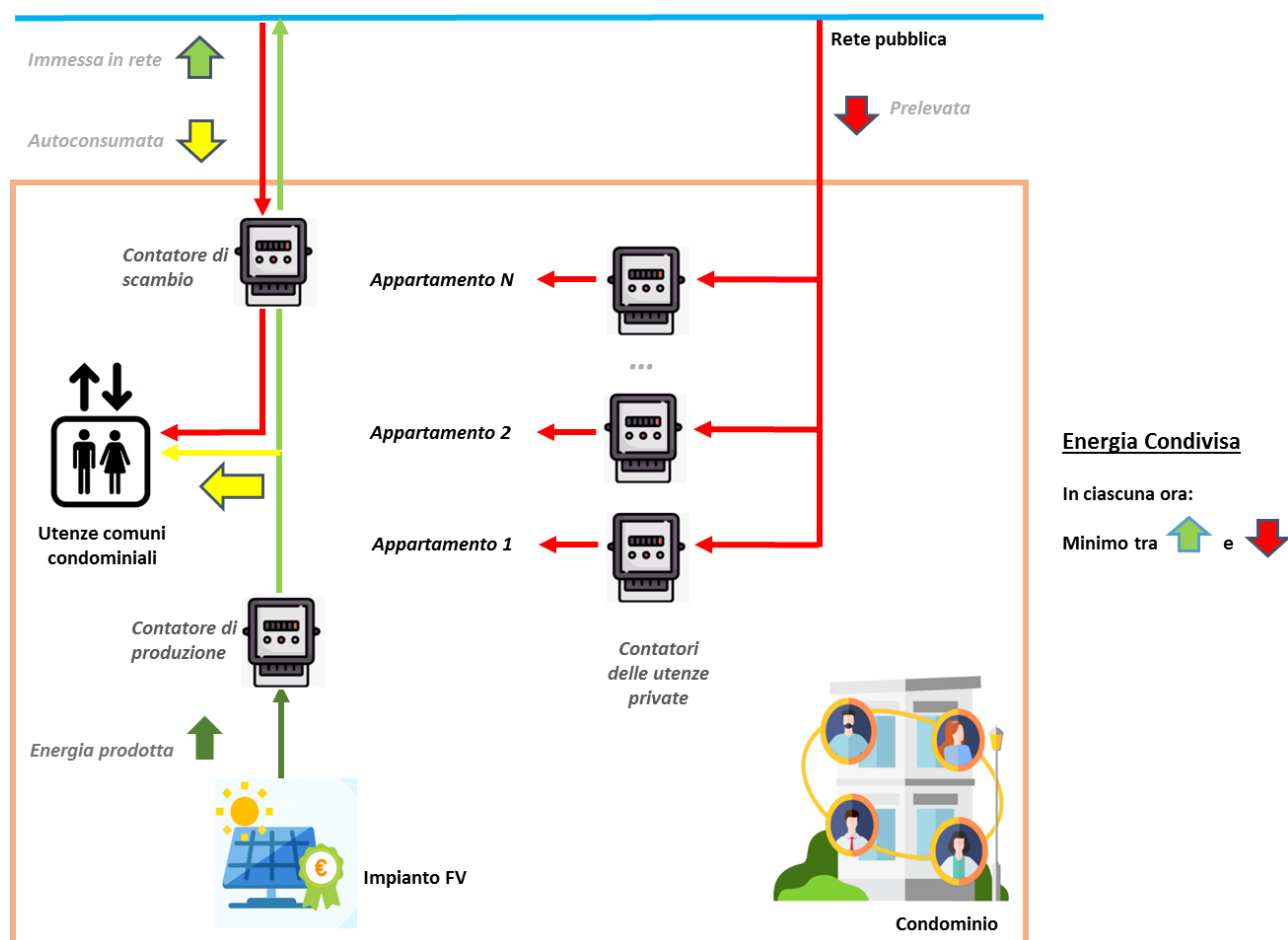 Immessa in rete
Rete pubblica
Prelevata
Autoconsumata
Contatore di
scambio
Appartamento N
...
Appartamento 2
Energia Condivisa
In ciascuna ora:
Utenze comuni
condominiali
Appartamento 1
Minimo tra e
Contatore di
produzione
Contatori
delle utenze
private
Energia prodotta
€
Impianto FV
Condominio